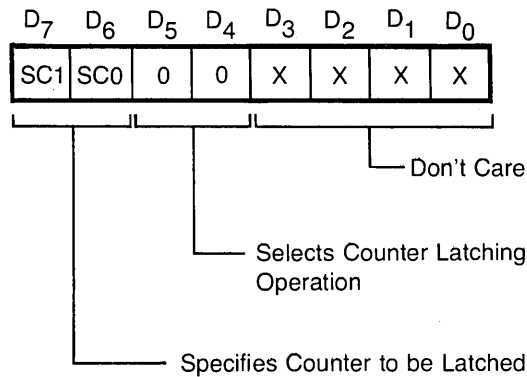 D7 D6 D5 D4 D3 D2 D1 D0
SC1 SC0 0 0 X X X X
Don't Care
Selects Counter Latching
Operation
Specifies Counter to be Latched